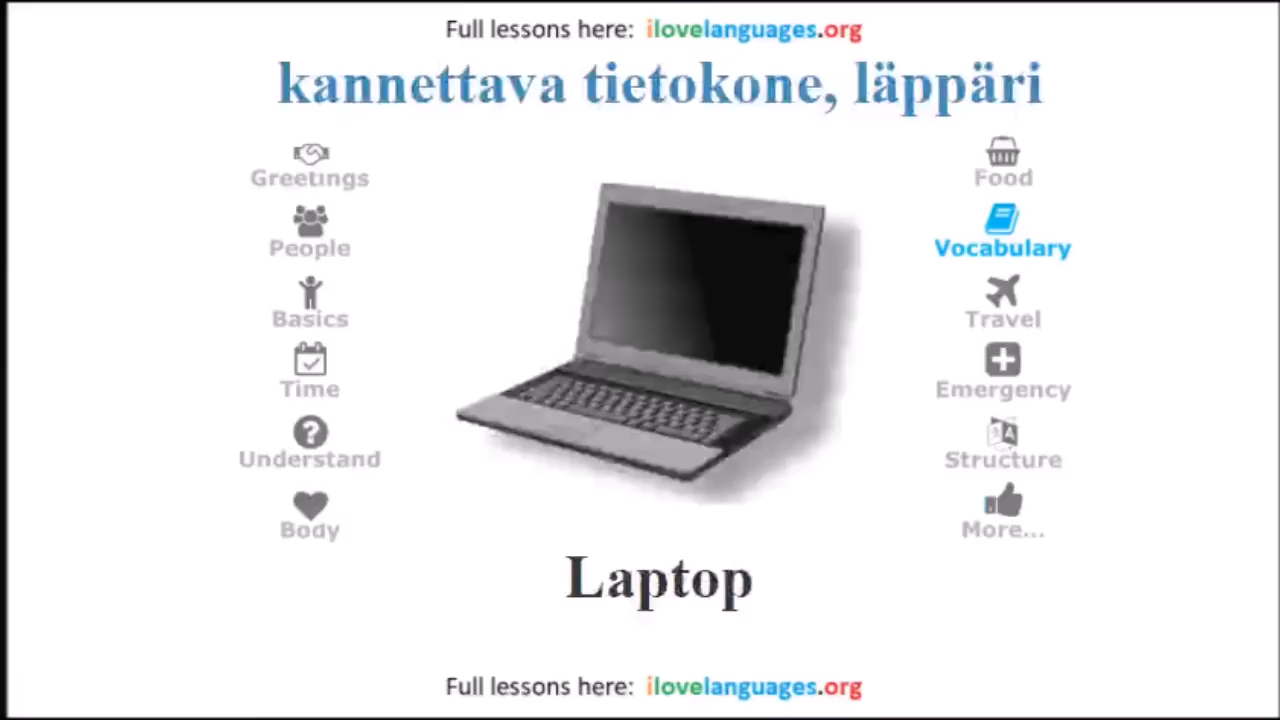 Full lessons here: ilovelanguages.org
kannettava tietokone, läppäri
Greetings
Food
People
Vocabulary
Basics
Travel
Time
Emergency
Understand
Structure
Body
More...
Laptop
Full lessons here: ilovelanguages.org